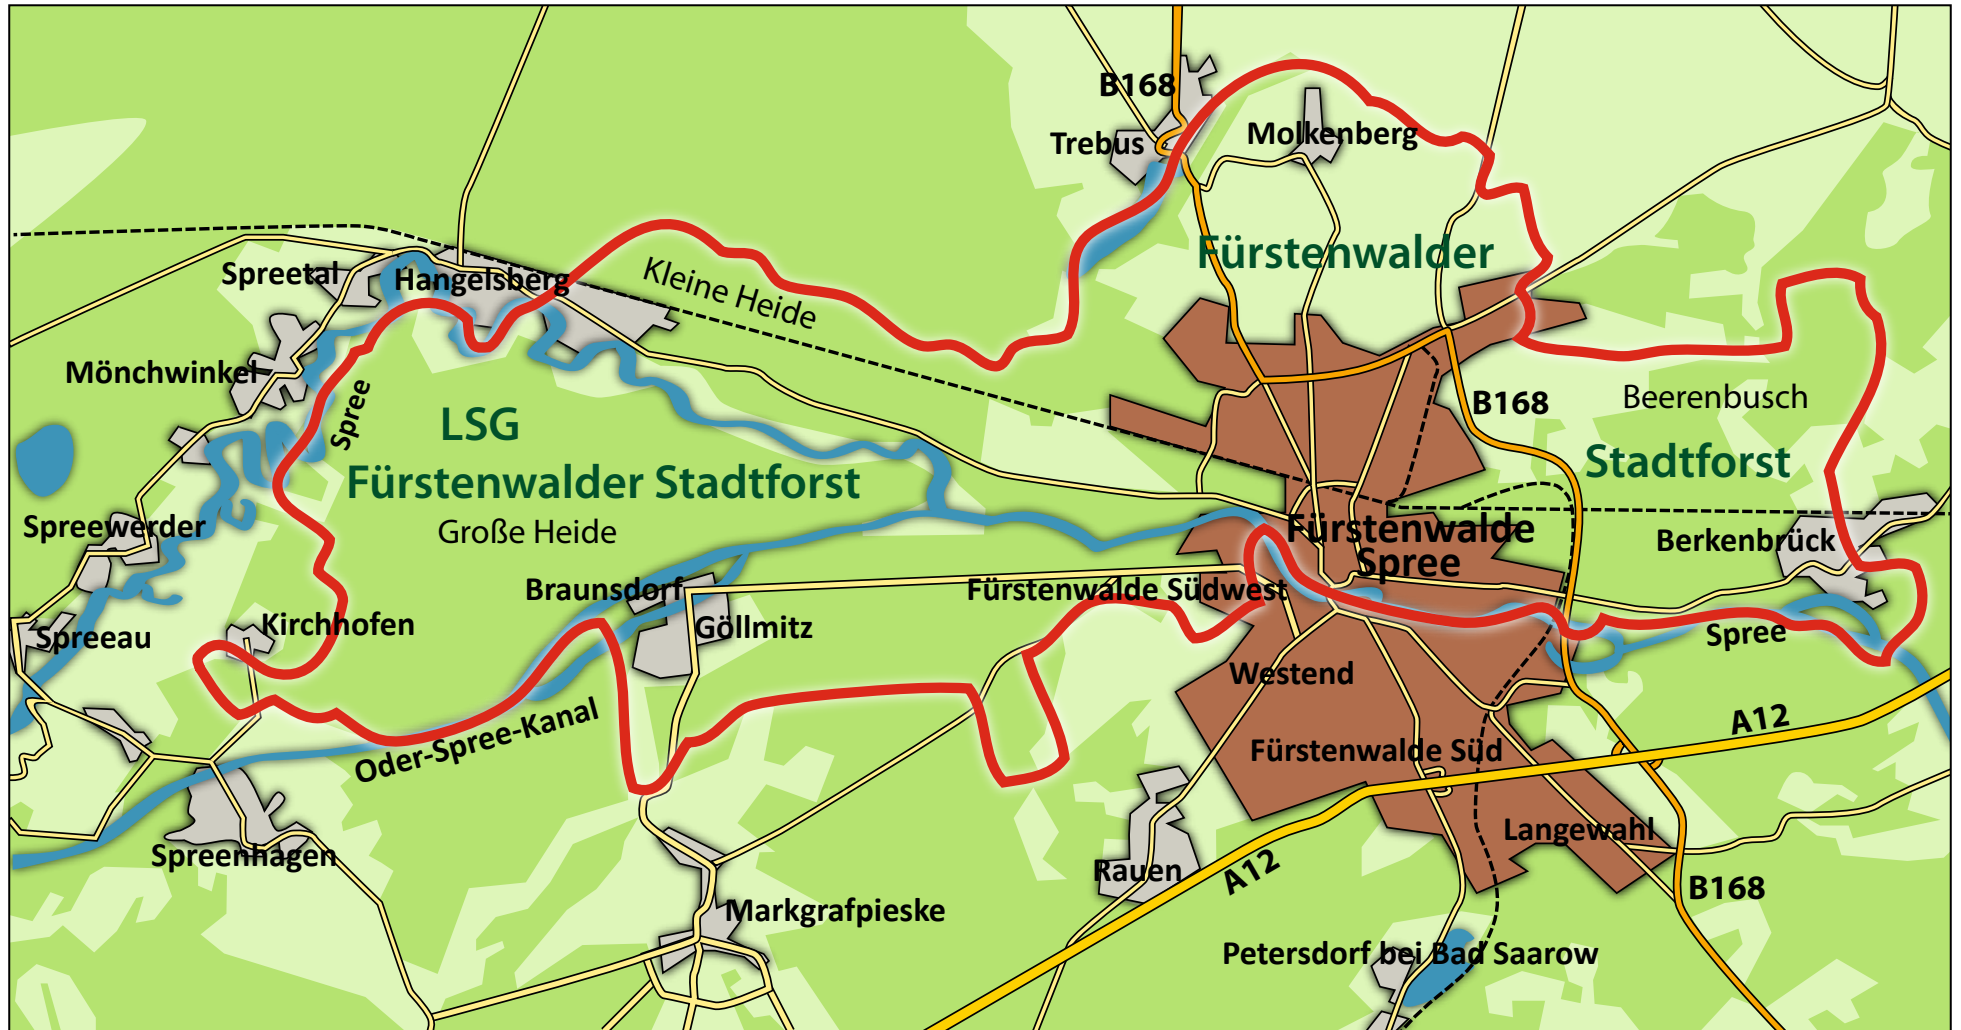 B168
Trebus
Molkenberg
Fürstenwalder
Spreetal
Hangelsberg
Kleine Heide
Mönchwinkel
Spree
LSG
Fürstenwalder Stadtforst
Große Heide
B168
Beerenbusch
Stadtforst
Spreewerder
Fürstenwalde
Spree
Berkenbrück
Braunsdorf
Fürstenwalde Südwest
Spreeau
Kirchhofen
Göllmitz
Spree
Westend
A12
Oder-Spree-Kanal
Fürstenwalde Süd
Langewahl
Spreenhagen
Rauen
A12
B168
Markgrafpieske
Petersdorf bei Bad Saarow